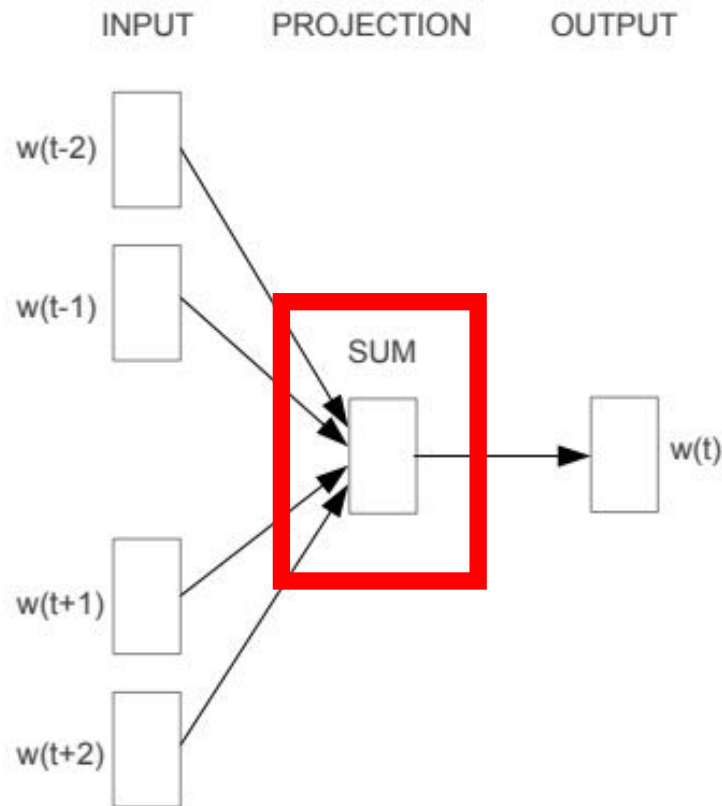 INPUT PROJECTION OUTPUT
w(t-2)
w(t-1)
SUM
w(t)
w(t+1)
w(t+2)